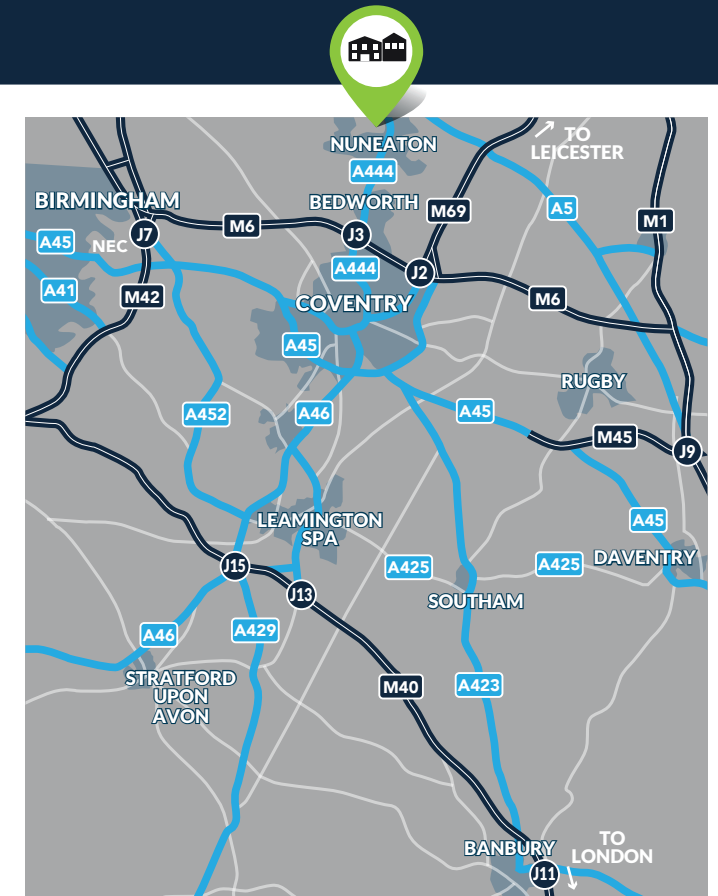 TO
LEICESTER
NUNEATON
A444
BIRMINGHAM
BEDWORTH
M69
A5
M1
A45
NEC
J7
M6
J3
A444
J2
A41
M42
COVENTRY
M6
A45
RUGBY
A452
A46
A45
M45
J9
LEAMINGTON
SPA
A45
J15
A425
A425
DAVENTRY
J13
SOUTHAM
A46
A429
STRATFORD
UPON
AVON
M40
A423
BANBURY
J11
TO
LONDON